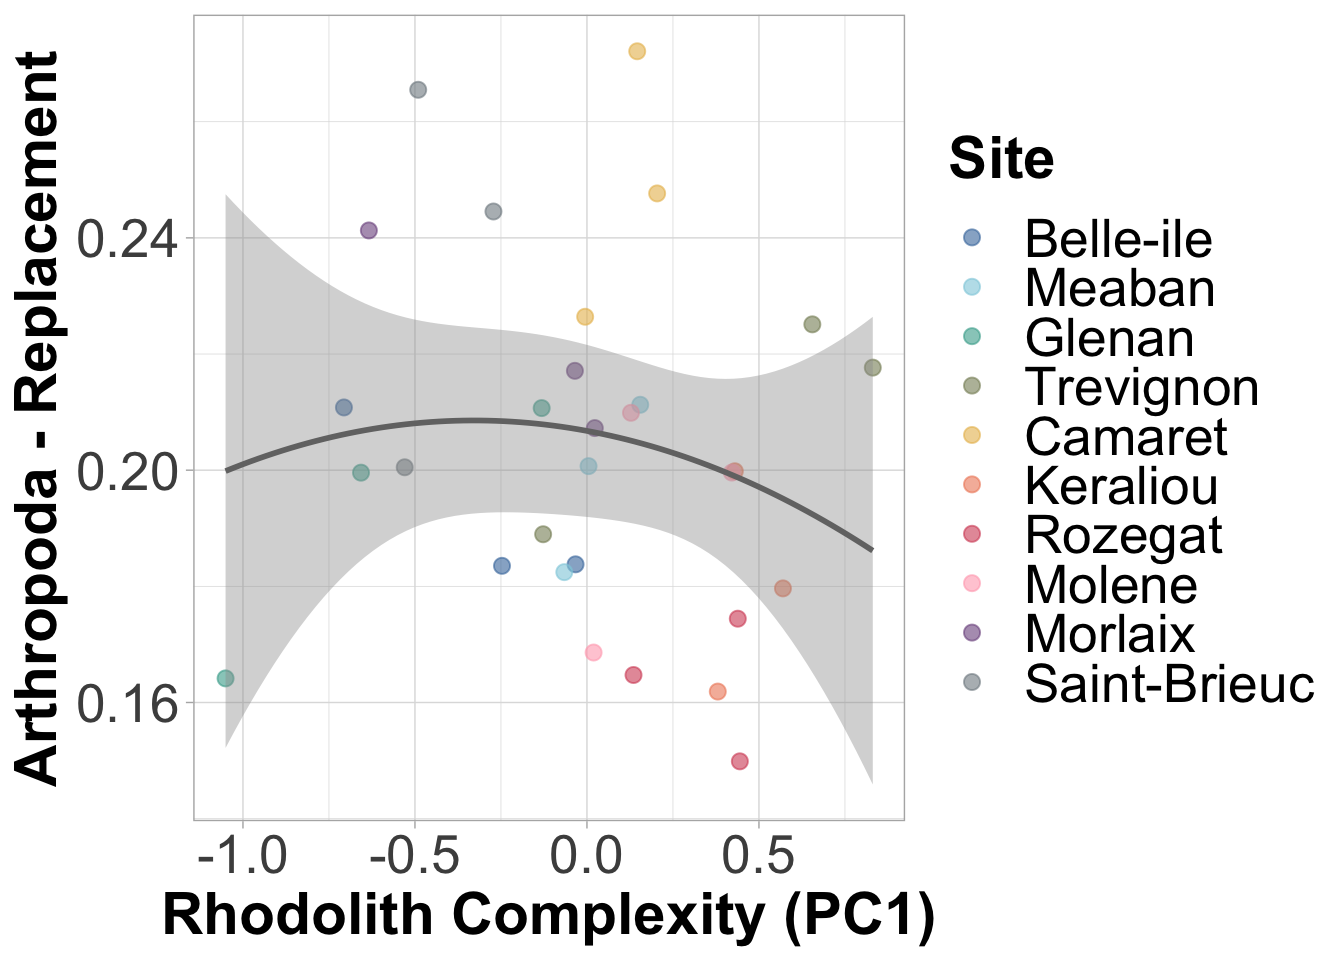 Arthropoda - Replacement
0.24
0.20
0.16
-1.0
-0.5
0.0
0.5
Rhodolith Complexity (PC1)
Site
Belle-ile
Meaban
Glenan
Trevignon
Camaret
Keraliou
Rozegat
Molene
Morlaix
Saint-Brieuc